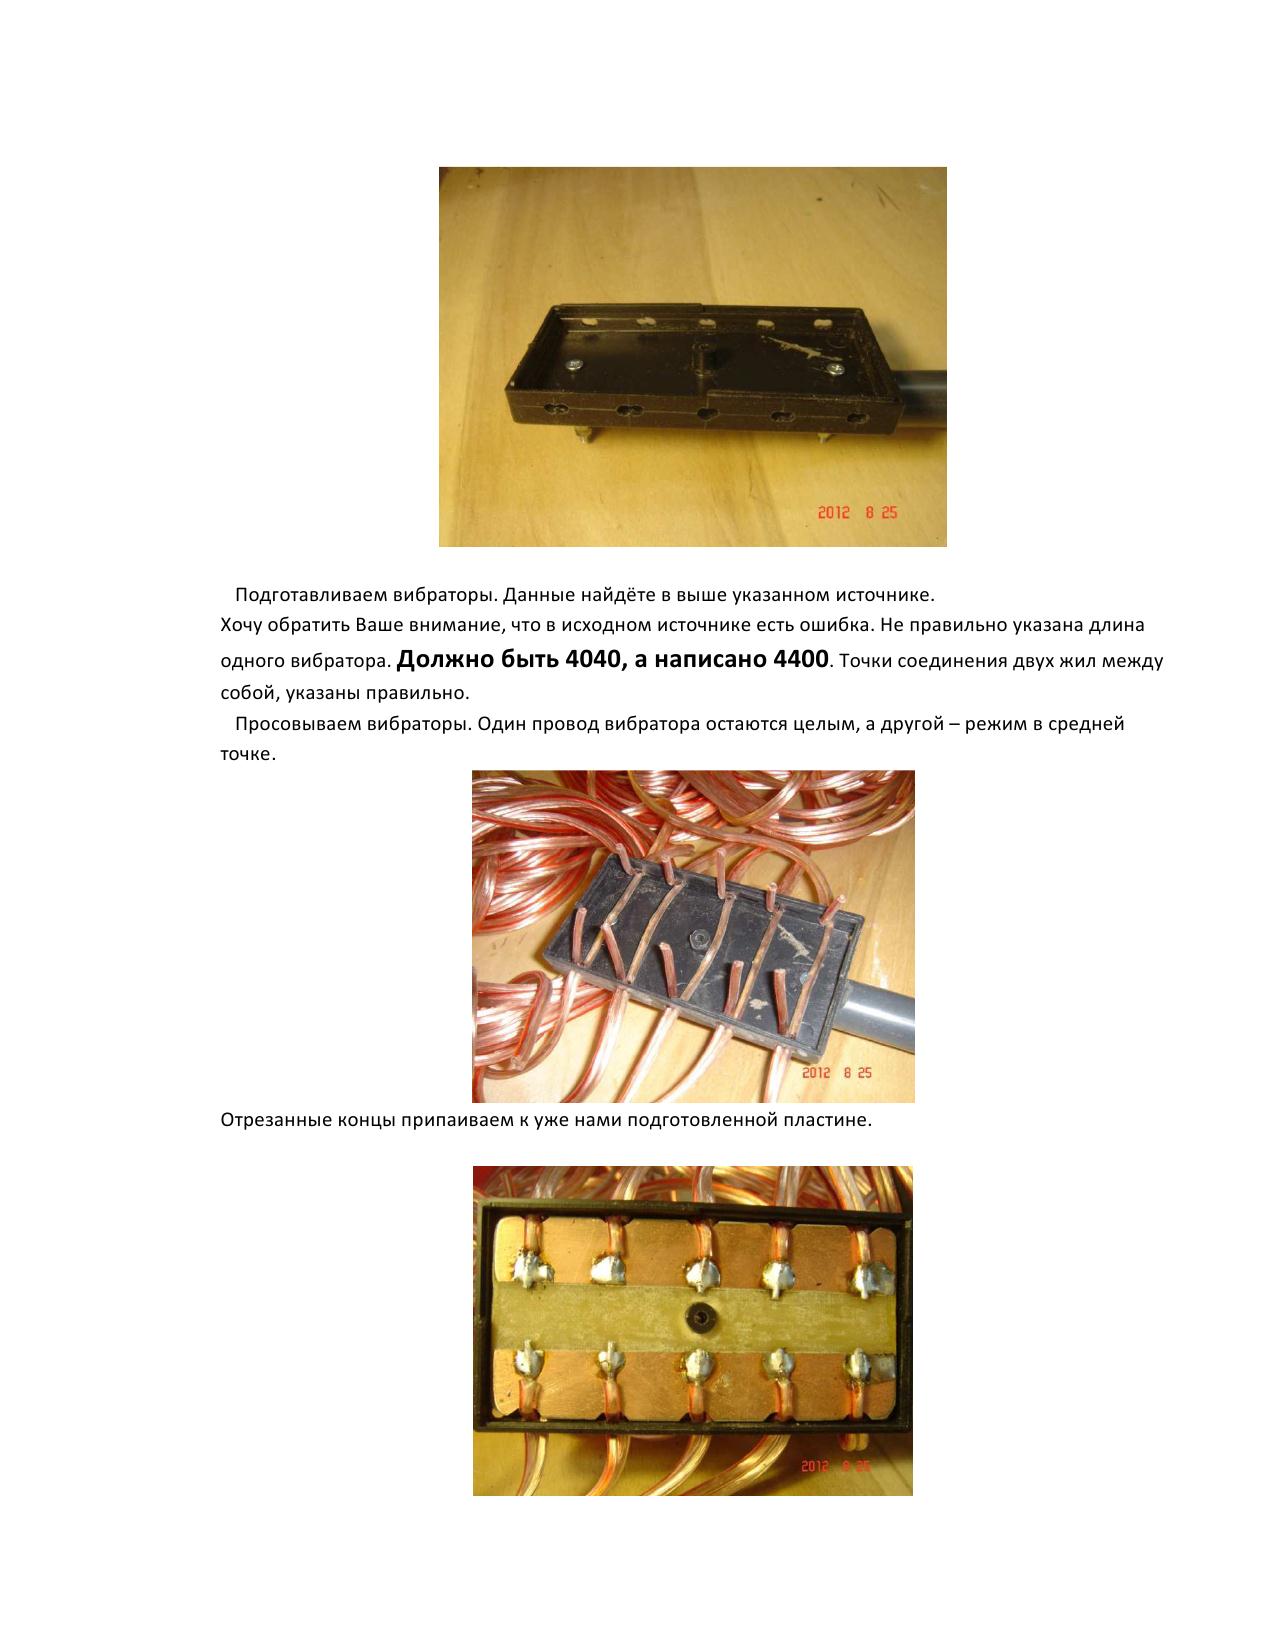 2012 8 25
Подготавливаем вибраторы. Данные найдёте в выше указанном источнике.
Хочу обратить Ваше внимание, что в исходном источнике есть ошибка. Не правильно указана длина
одного вибратора. Должно быть 4040, а написано 4400. Точки соединения двух жил между
собой, указаны правильно.
Просовываем вибраторы. Один провод вибратора остаются целым, а другой – режим в средней
точке.
2012 8 25
Отрезанные концы припаиваем к уже нами подготовленной пластине.
2012 8 25